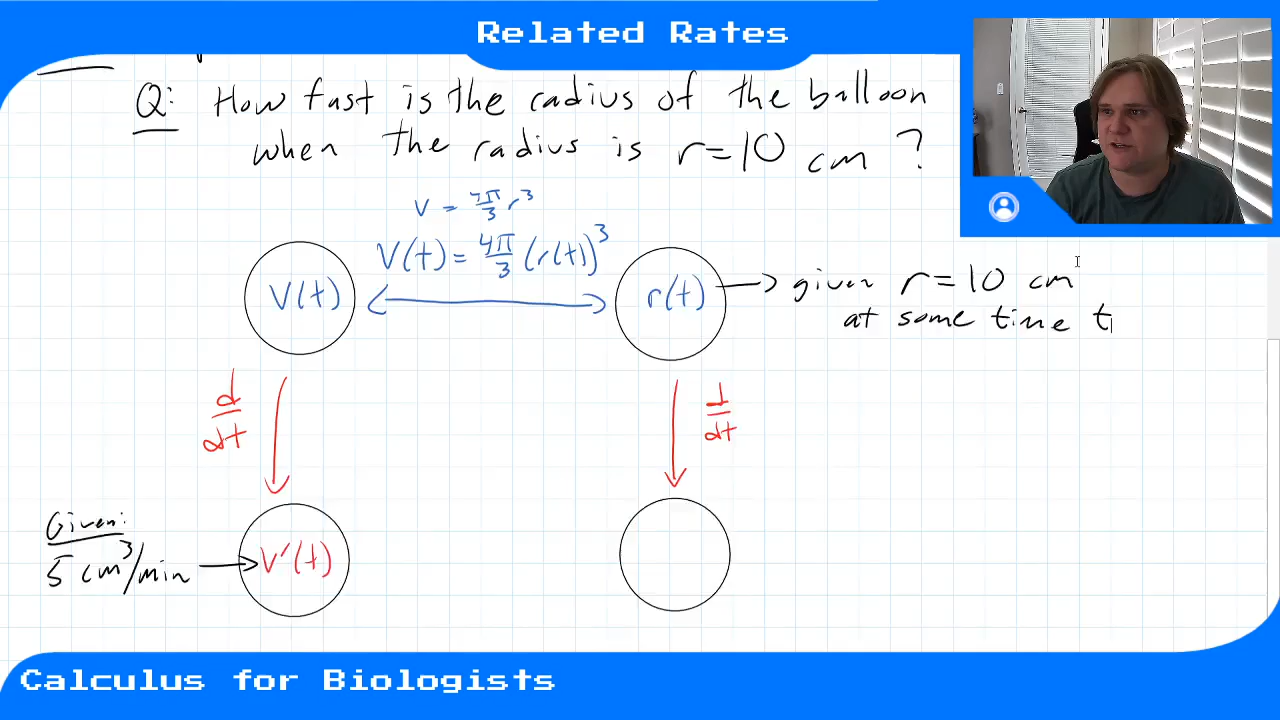 Related Rates
Q: How fast is the radius of the balloon
when the radius is r=10 cm ?
V = 4π/3 r³
V(t) = 4π/3 (r(t))³
V(t)
r(t)
given r=10 cm
at some time t
d/dt
d/dt
Given:
5 cm³/min
V'(t)
Calculus for Biologists